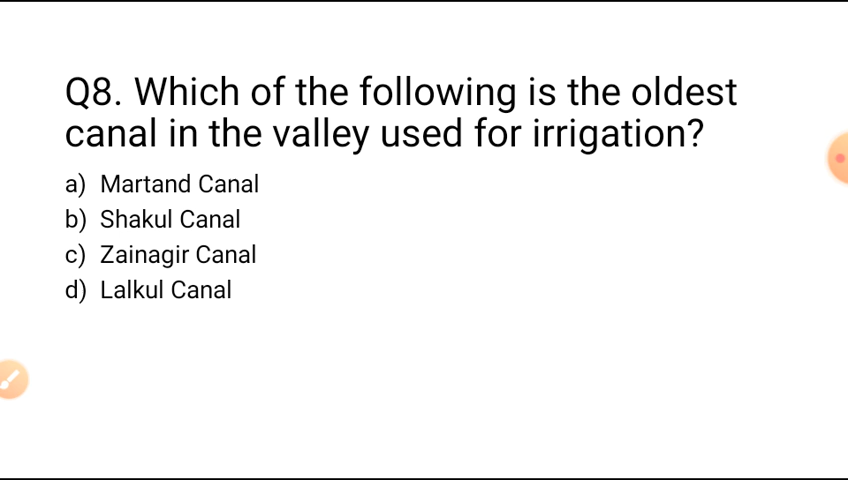 Q8. Which of the following is the oldest
canal in the valley used for irrigation?
a) Martand Canal
b) Shakul Canal
c) Zainagir Canal
d) Lalkul Canal